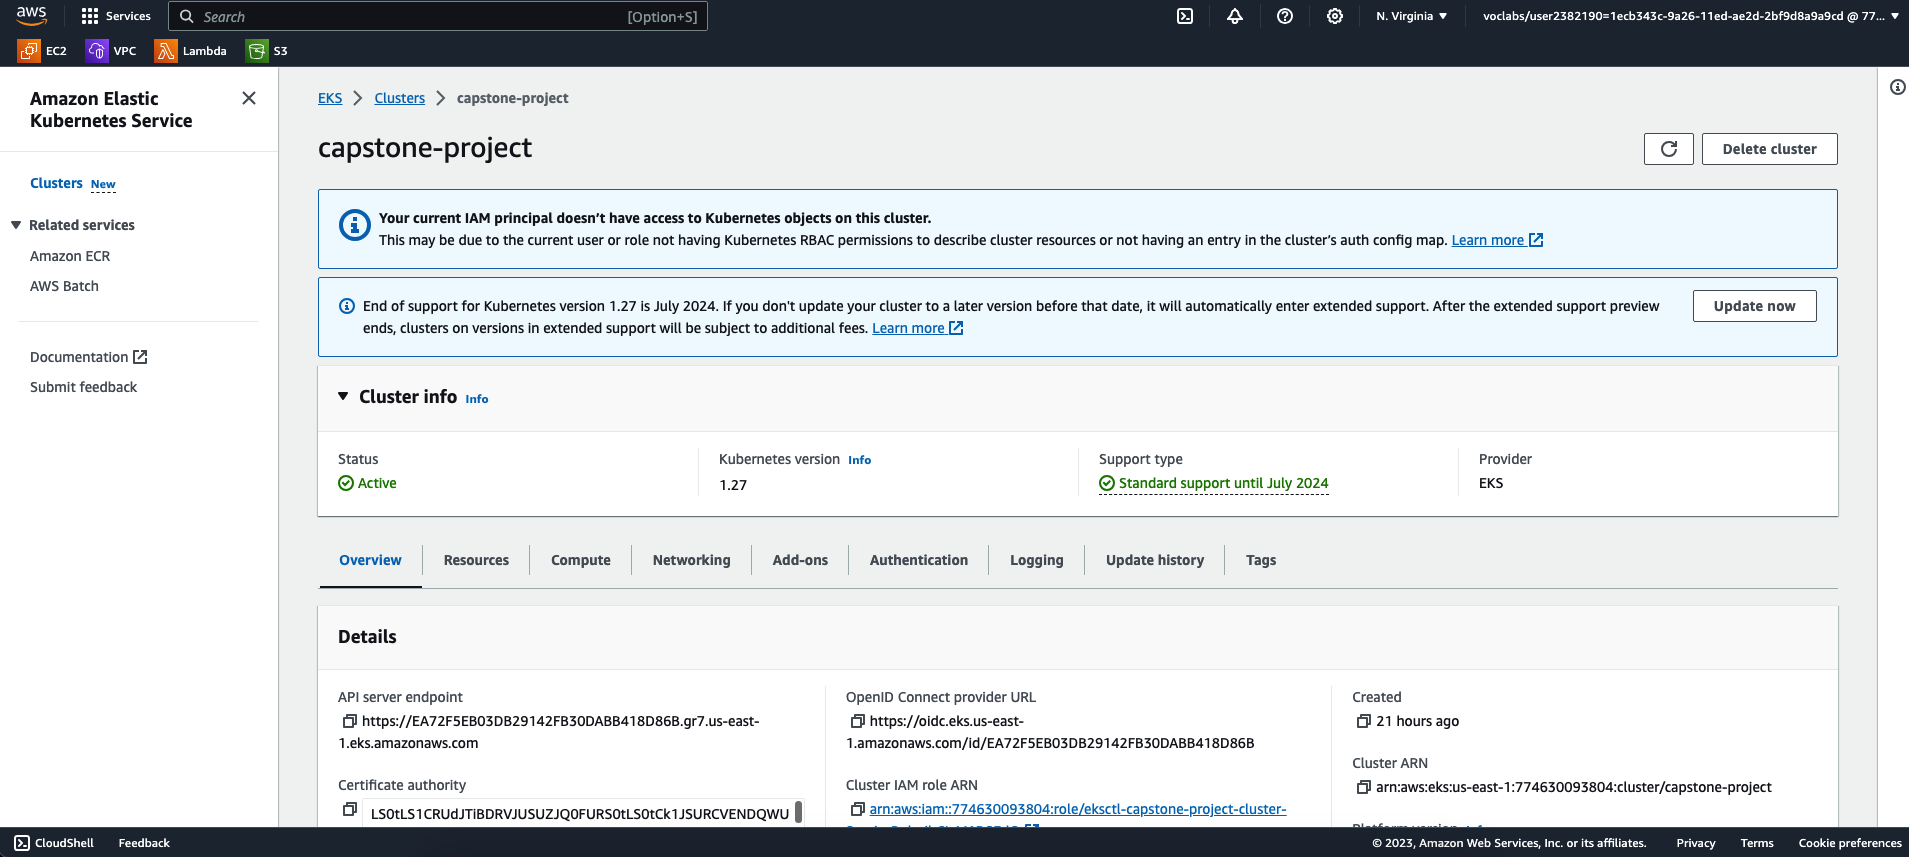 aws
Services
Search
[Option+S]
N. Virginia
voclabs/user2382190=1ecb343c-9a26-11ed-ae2d-2bf9d8a9a9cd @ 77...
EC2
VPC
Lambda
S3
Amazon Elastic
Kubernetes Service
Clusters New
Related services
Amazon ECR
AWS Batch
Documentation
Submit feedback
EKS
Clusters
capstone-project
capstone-project
Delete cluster
Your current IAM principal doesn’t have access to Kubernetes objects on this cluster.
This may be due to the current user or role not having Kubernetes RBAC permissions to describe cluster resources or not having an entry in the cluster’s auth config map. Learn more
End of support for Kubernetes version 1.27 is July 2024. If you don't update your cluster to a later version before that date, it will automatically enter extended support. After the extended support preview
ends, clusters on versions in extended support will be subject to additional fees. Learn more
Update now
Cluster info Info
Status
Active
Kubernetes version Info
1.27
Support type
Standard support until July 2024
Provider
EKS
Overview
Resources
Compute
Networking
Add-ons
Authentication
Logging
Update history
Tags
Details
API server endpoint
https://EA72F5EB03DB29142FB30DABB418D86B.gr7.us-east-
1.eks.amazonaws.com
Certificate authority
LS0tLS1CRUdJTiBDRVJUSUZJQ0FURS0tLS0tCk1JSURCVENDQWU
OpenID Connect provider URL
https://oidc.eks.us-east-
1.amazonaws.com/id/EA72F5EB03DB29142FB30DABB418D86B
Cluster IAM role ARN
arn:aws:iam::774630093804:role/eksctl-capstone-project-cluster-
Created
21 hours ago
Cluster ARN
arn:aws:eks:us-east-1:774630093804:cluster/capstone-project
CloudShell
Feedback
© 2023, Amazon Web Services, Inc. or its affiliates.
Privacy
Terms
Cookie preferences